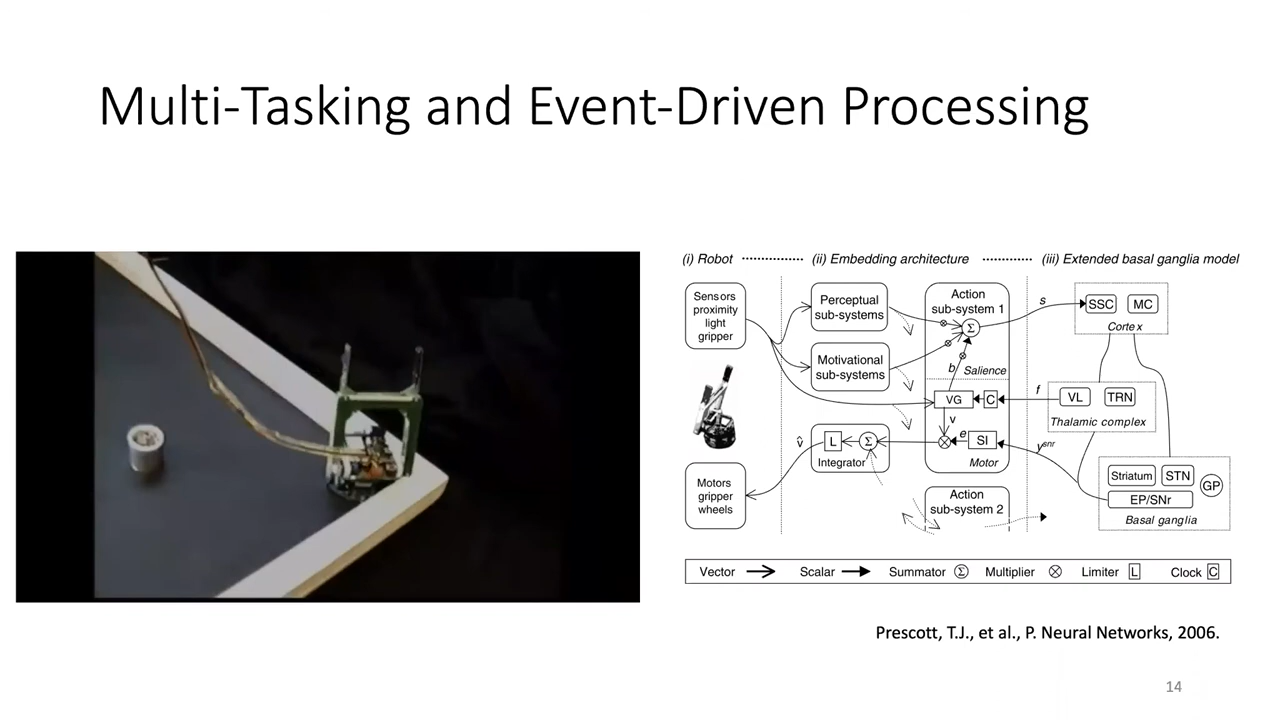 Multi-Tasking and Event-Driven Processing
(i) Robot
(ii) Embedding architecture
(iii) Extended basal ganglia model
Sensors
proximity
light
gripper
Perceptual
sub-systems
Motivational
sub-systems
Action
sub-system 1
Σ
b
Salience
VG
C
v
e
SI
Motor
L
Σ
Integrator
v̂
Motors
gripper
wheels
Action
sub-system 2
s
SSC
MC
Cortex
f
VL
TRN
Thalamic complex
y^snr
Striatum
STN
GP
EP/SNr
Basal ganglia
Vector
Scalar
Summator Σ
Multiplier
Limiter L
Clock C
Prescott, T.J., et al., P. Neural Networks, 2006.
14